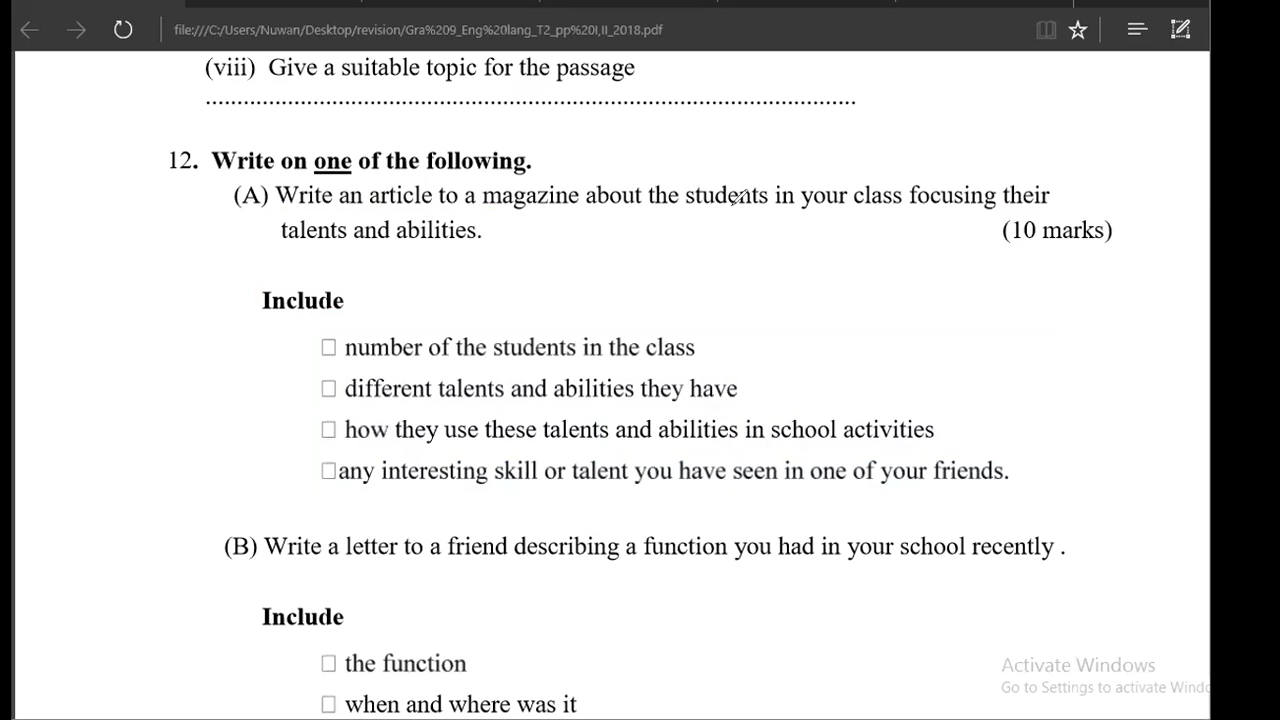 file:///C:/Users/Nuwan/Desktop/revision/Gra%209_Eng%20lang_T2_pp%20I,II_2018.pdf
(viii) Give a suitable topic for the passage
.......................................................................................................
12. Write on one of the following.
(A) Write an article to a magazine about the students in your class focusing their
talents and abilities. (10 marks)
Include
□ number of the students in the class
□ different talents and abilities they have
□ how they use these talents and abilities in school activities
□any interesting skill or talent you have seen in one of your friends.
(B) Write a letter to a friend describing a function you had in your school recently .
Include
□ the function
□ when and where was it
Activate Windows
Go to Settings to activate Windo